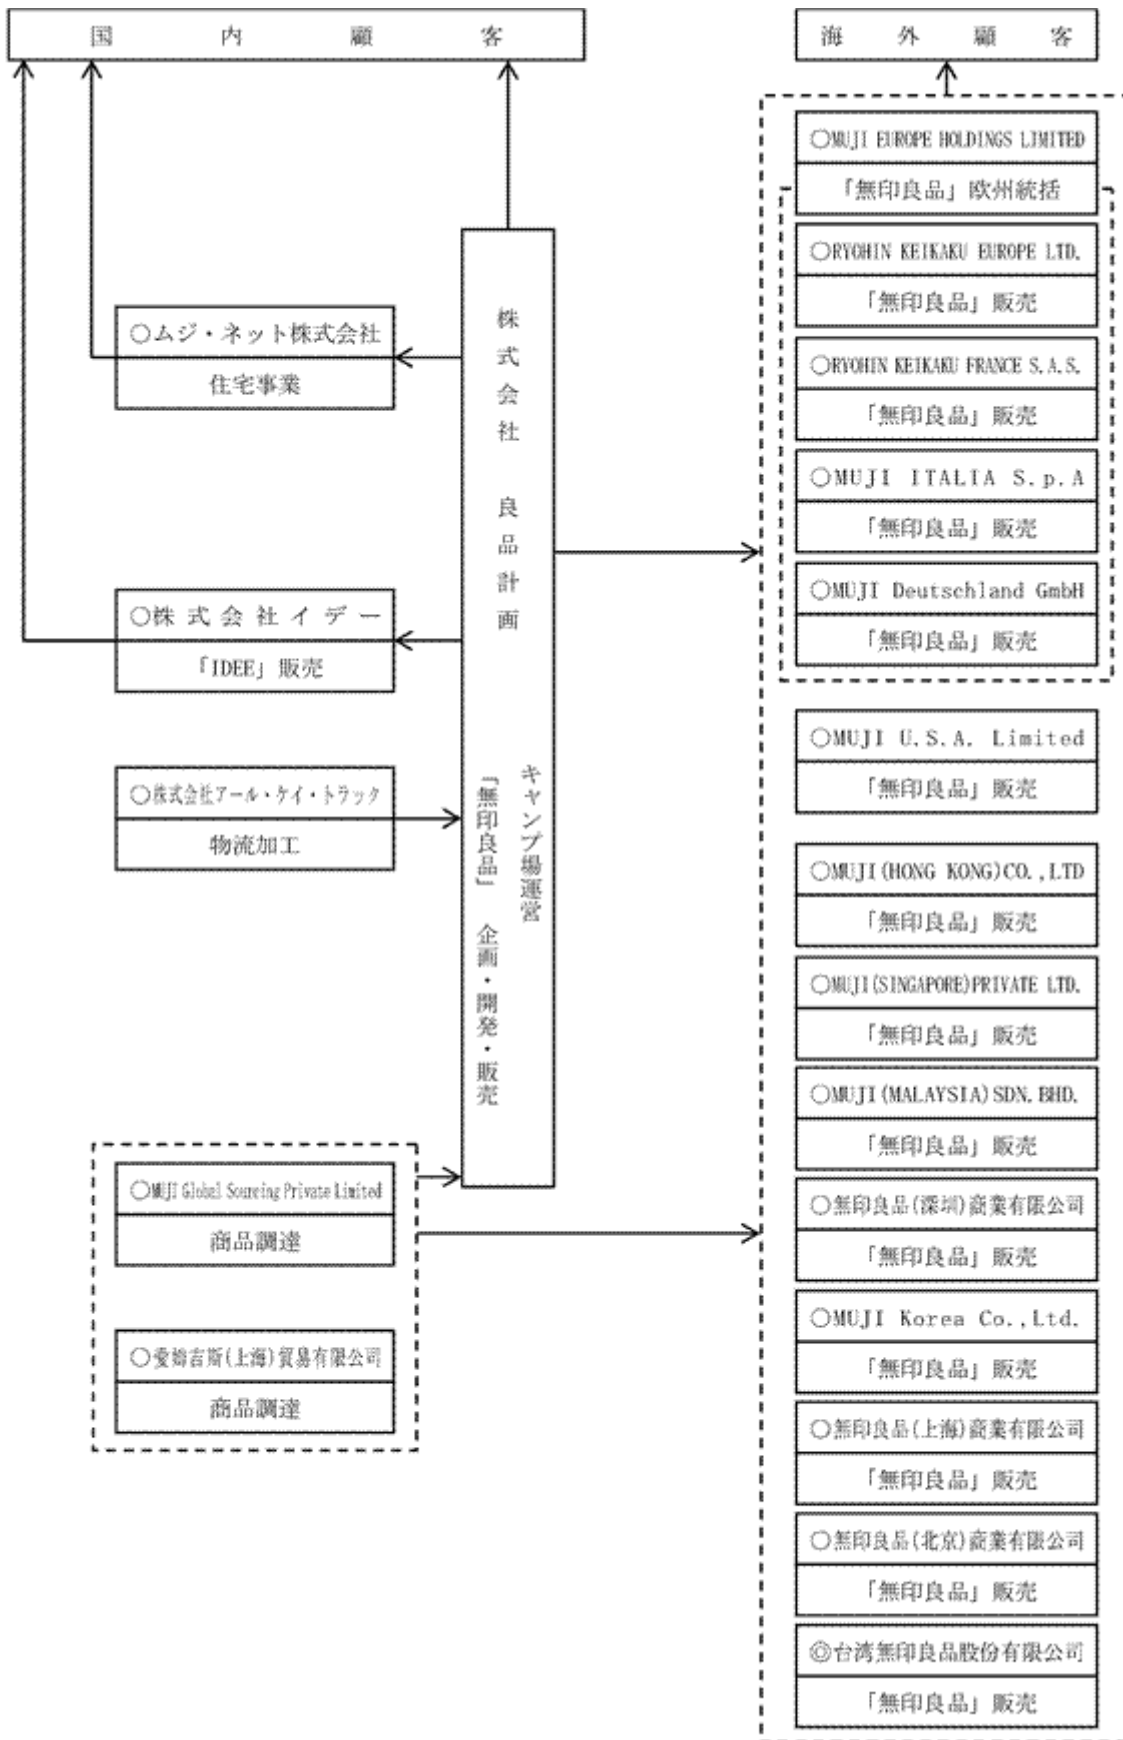 国内顧客
海外顧客
○ムジ・ネット株式会社
住宅事業
○株式会社イデー
「IDEE」販売
○株式会社アール・ケイ・トラック
物流加工
○MUJI Global Sourcing Private Limited
商品調達
商品調達
株式会社 良品計画
キャンプ場運営
「無印良品」 企画・開発・販売
○MUJI EUROPE HOLDINGS LIMITED
「無印良品」欧州統括
○RYOHIN KEIKAKU EUROPE LTD.
「無印良品」販売
○RYOHIN KEIKAKU FRANCE S.A.S.
「無印良品」販売
○MUJI ITALIA S.p.A
「無印良品」販売
○MUJI Deutschland GmbH
「無印良品」販売
○MUJI U.S.A. Limited
「無印良品」販売
○MUJI(HONG KONG)CO.,LTD
「無印良品」販売
○MUJI(SINGAPORE)PRIVATE LTD.
「無印良品」販売
○MUJI(MALAYSIA)SDN.BHD.
「無印良品」販売
○無印良品(深圳)商業有限公司
「無印良品」販売
○MUJI Korea Co.,Ltd.
「無印良品」販売
○無印良品(上海)商業有限公司
「無印良品」販売
○無印良品(北京)商業有限公司
「無印良品」販売
◎台湾無印良品股份有限公司
「無印良品」販売